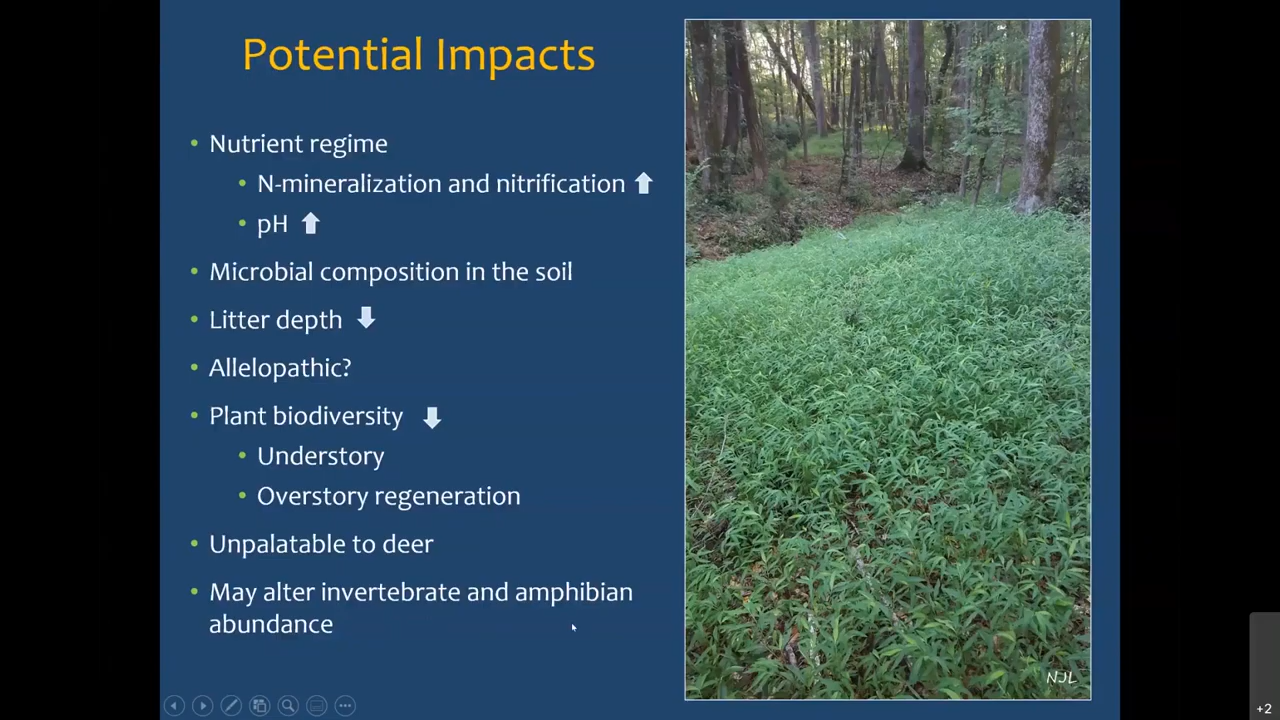 Potential Impacts
Nutrient regime
N-mineralization and nitrification
pH
Microbial composition in the soil
Litter depth
Allelopathic?
Plant biodiversity
Understory
Overstory regeneration
Unpalatable to deer
May alter invertebrate and amphibian
abundance
NJL
+2